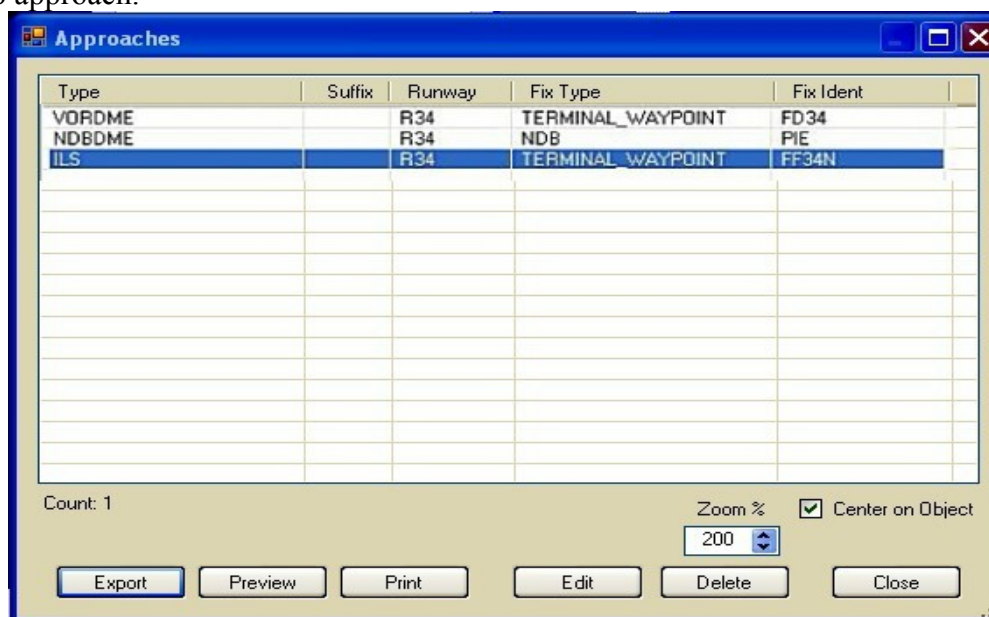 approach.
Approaches
Type Suffix Runway Fix Type Fix Ident
VORDME R34 TERMINAL_WAYPOINT FD34
NDBDME R34 NDB PIE
ILS R34 TERMINAL_WAYPOINT FF34N
Count: 1
Zoom % Center on Object
200
Export Preview Print Edit Delete Close